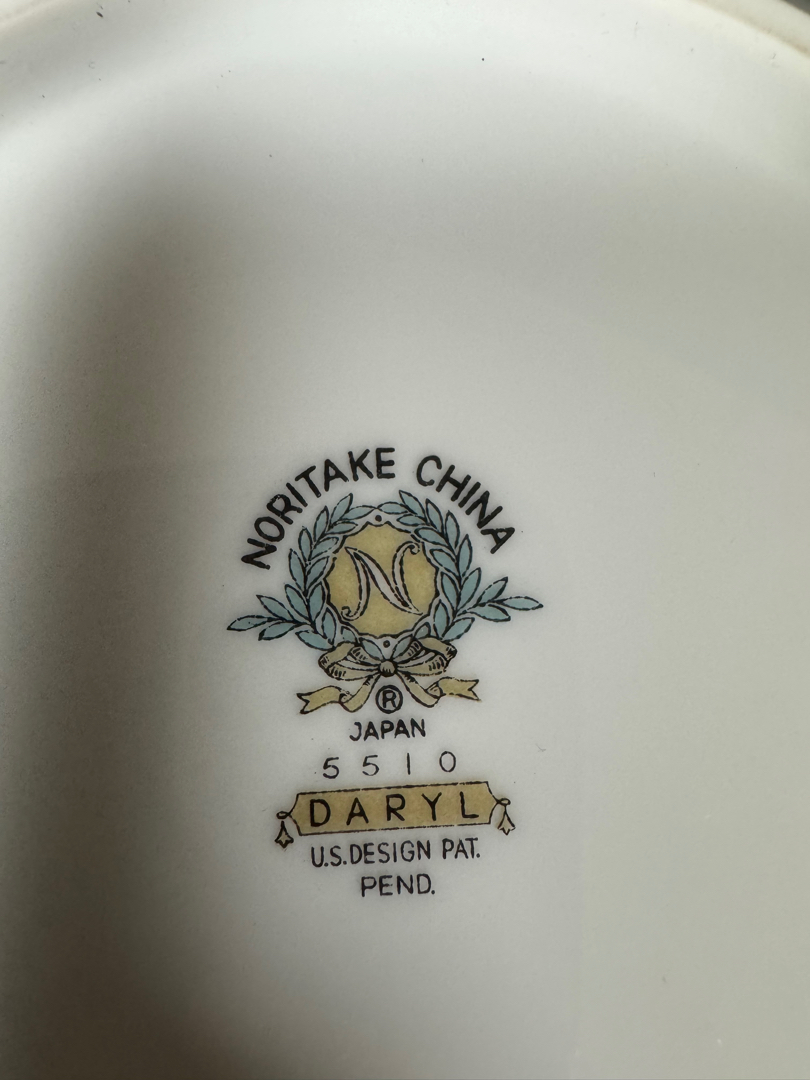 NORITAKE CHINA
N
®
JAPAN
5510
DARYL
U.S.DESIGN PAT.
PEND.